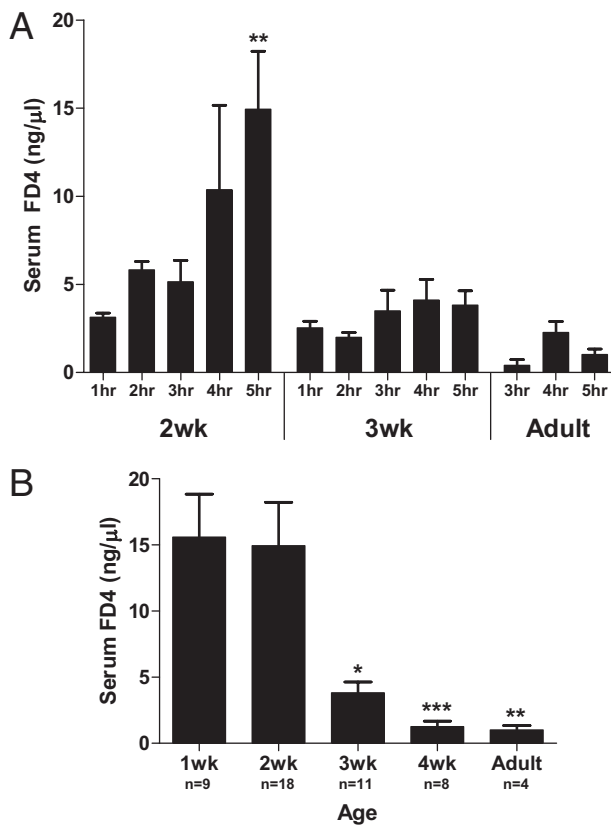 A
Serum FD4 (ng/μl)
20
15
10
5
0
**
1hr 2hr 3hr 4hr 5hr 1hr 2hr 3hr 4hr 5hr 3hr 4hr 5hr
2wk 3wk Adult
B
Serum FD4 (ng/μl)
20
15
10
5
0
* *** **
1wk 2wk 3wk 4wk Adult
n=9 n=18 n=11 n=8 n=4
Age